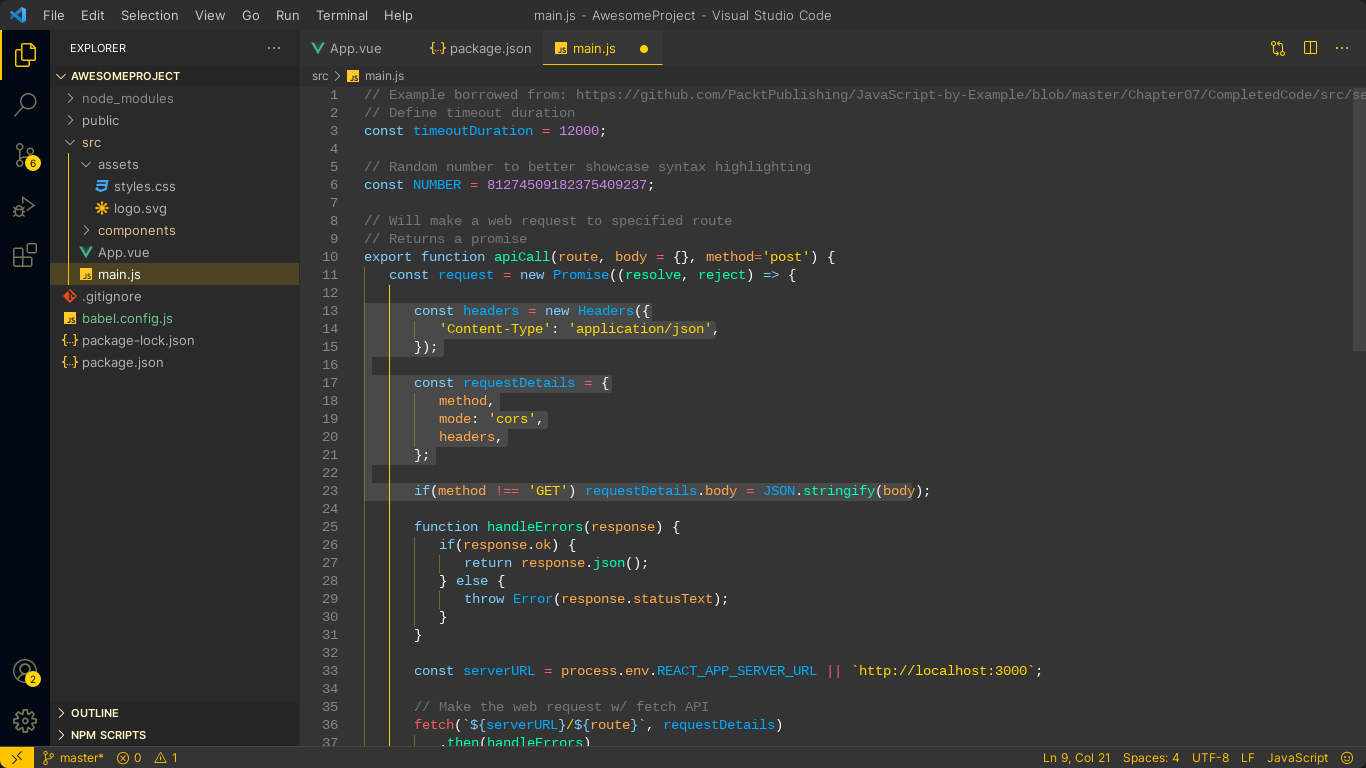 File Edit Selection View Go Run Terminal Help
main.js - AwesomeProject - Visual Studio Code
EXPLORER ···
AWESOMEPROJECT
node_modules
public
src
assets
styles.css
logo.svg
components
App.vue
main.js
.gitignore
babel.config.js
package-lock.json
package.json
OUTLINE
NPM SCRIPTS
6
2
App.vue {..} package.json JS main.js
src > JS main.js
1 // Example borrowed from: https://github.com/PacktPublishing/JavaScript-by-Example/blob/master/Chapter07/CompletedCode/src/se
2 // Define timeout duration
3 const timeoutDuration = 12000;
4
5 // Random number to better showcase syntax highlighting
6 const NUMBER = 81274509182375409237;
7
8 // Will make a web request to specified route
9 // Returns a promise
10 export function apiCall(route, body = {}, method='post') {
11 const request = new Promise((resolve, reject) => {
12
13 const headers = new Headers({
14 'Content-Type': 'application/json',
15 });
16
17 const requestDetails = {
18 method,
19 mode: 'cors',
20 headers,
21 };
22
23 if(method !== 'GET') requestDetails.body = JSON.stringify(body);
24
25 function handleErrors(response) {
26 if(response.ok) {
27 return response.json();
28 } else {
29 throw Error(response.statusText);
30 }
31 }
32
33 const serverURL = process.env.REACT_APP_SERVER_URL || `http://localhost:3000`;
34
35 // Make the web request w/ fetch API
36 fetch(`${serverURL}/${route}`, requestDetails)
37 .then(handleErrors)
master* 0 1
Ln 9, Col 21 Spaces: 4 UTF-8 LF JavaScript